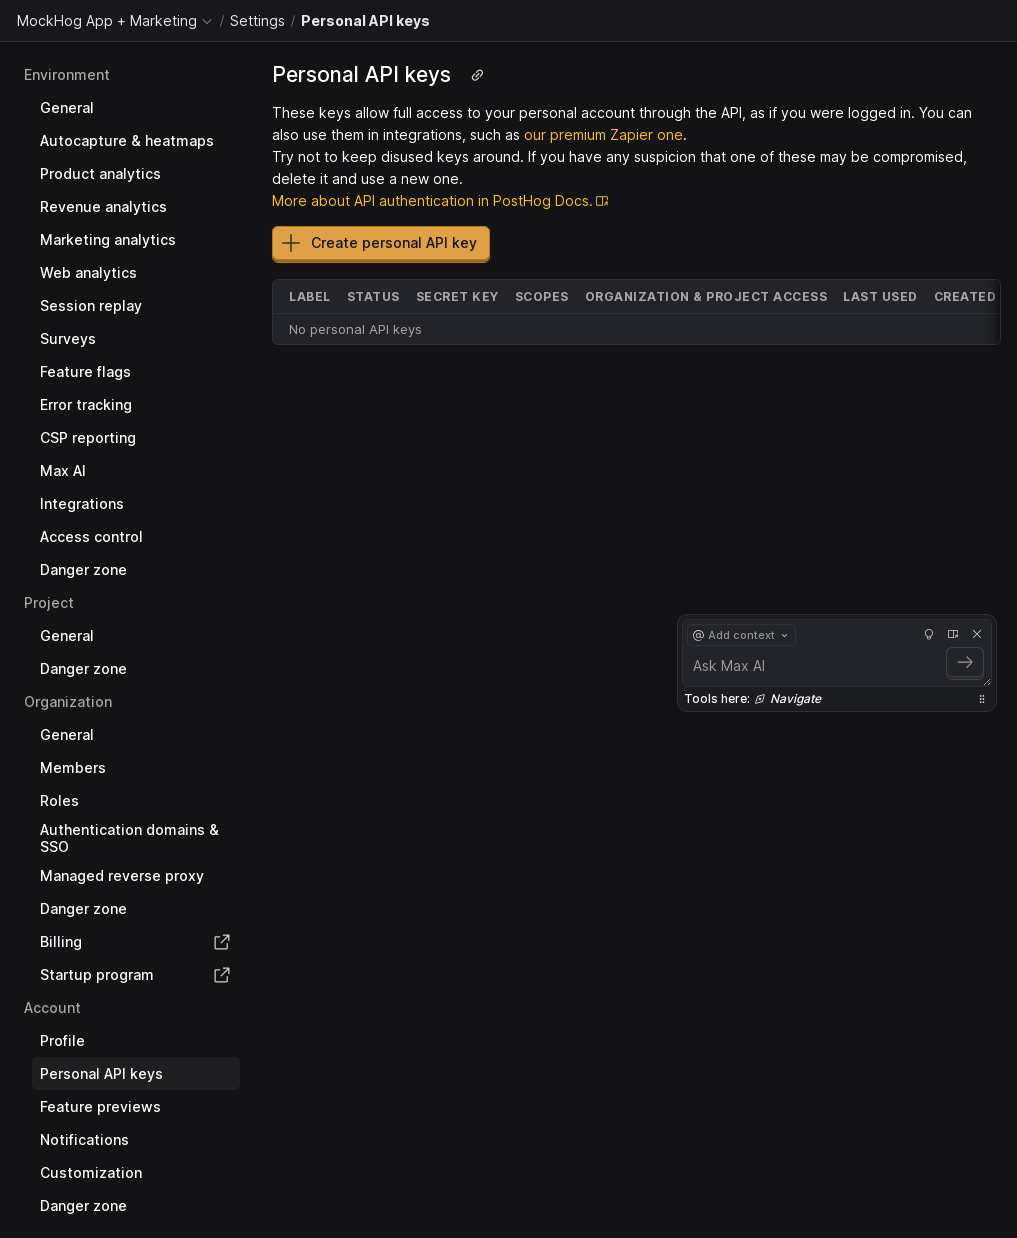 MockHog App + Marketing / Settings / Personal API keys
Environment
General
Autocapture & heatmaps
Product analytics
Revenue analytics
Marketing analytics
Web analytics
Session replay
Surveys
Feature flags
Error tracking
CSP reporting
Max AI
Integrations
Access control
Danger zone
Project
General
Danger zone
Organization
General
Members
Roles
Authentication domains &
SSO
Managed reverse proxy
Danger zone
Billing
Startup program
Account
Profile
Personal API keys
Feature previews
Notifications
Customization
Danger zone
Personal API keys
These keys allow full access to your personal account through the API, as if you were logged in. You can
also use them in integrations, such as our premium Zapier one.
Try not to keep disused keys around. If you have any suspicion that one of these may be compromised,
delete it and use a new one.
More about API authentication in PostHog Docs.
Create personal API key
LABEL STATUS SECRET KEY SCOPES ORGANIZATION & PROJECT ACCESS LAST USED CREATED
No personal API keys
@ Add context
Ask Max AI
Tools here: Navigate